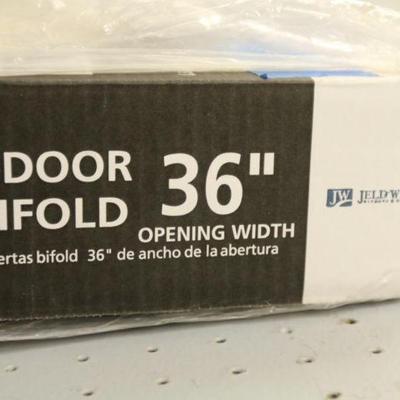 DOOR
IFOLD
36"
OPENING WIDTH
ertas bifold 36" de ancho de la abertura
JW JELD-W